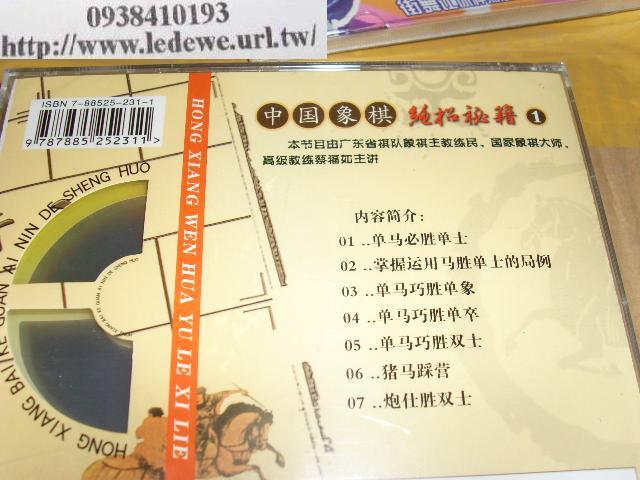 0938410193
http://www.ledewe.url.tw/
ISBN 7-88525-231-1
9 787885 252311>
HONG XIANG WEN HUA YU LE XI LIE
HONG XIANG BAI KE GUAN AI NIN DE SHENG HUO
中国象棋 绝招秘籍 1
本节目由广东省棋队象棋主教练民、国家象棋大师、
高级教练蔡福如主讲
内容简介:
01 ..单马必胜单士
02 ..掌握运用马胜单士的局例
03 ..单马巧胜单象
04 ..单马巧胜单卒
05 ..单马巧胜双士
06 ..猪马踩营
07 ..炮仕胜双士